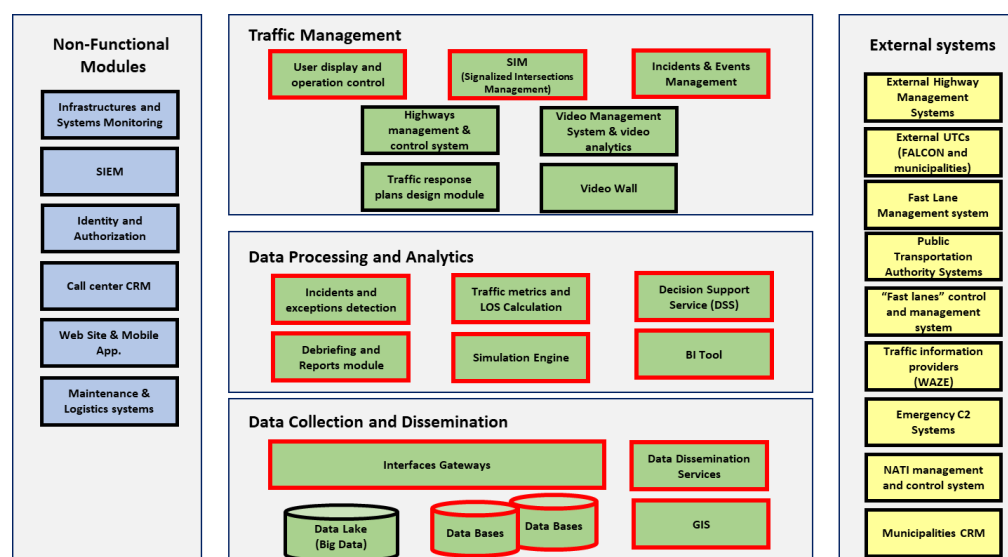 Non-Functional
Modules
Infrastructures and
Systems Monitoring
SIEM
Identity and
Authorization
Call center CRM
Web Site & Mobile
App.
Maintenance &
Logistics systems
Traffic Management
User display and
operation control
SIM
(Signalized Intersections
Management)
Incidents & Events
Management
Highways
management &
control system
Video Management
System & video
analytics
Traffic response
plans design module
Video Wall
Data Processing and Analytics
Incidents and
exceptions detection
Traffic metrics and
LOS Calculation
Decision Support
Service (DSS)
Debriefing and
Reports module
Simulation Engine
BI Tool
Data Collection and Dissemination
Interfaces Gateways
Data Dissemination
Services
Data Lake
(Big Data)
Data Bases
Data Bases
GIS
External systems
External Highway
Management
Systems
External UTCs
(FALCON and
municipalities)
Fast Lane
Management system
Public
Transportation
Authority Systems
“Fast lanes” control
and management
system
Traffic information
providers
(WAZE)
Emergency C2
Systems
NATI management
and control system
Municipalities CRM